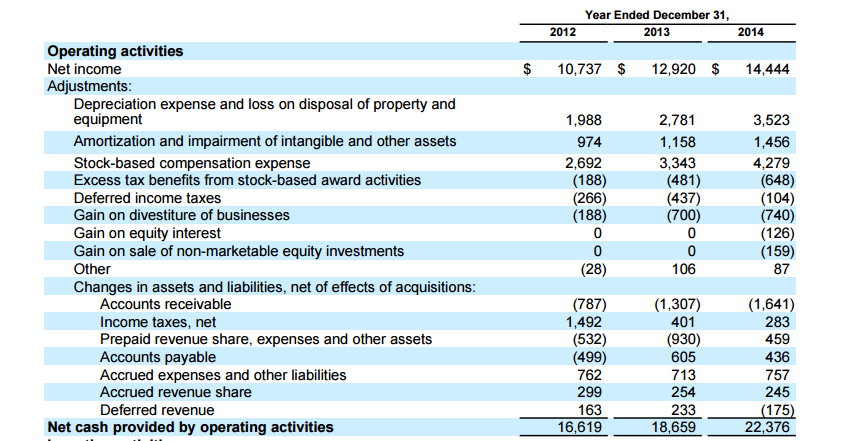 Year Ended December 31,
2012 2013 2014
Operating activities
Net income $ 10,737 $ 12,920 $ 14,444
Adjustments:
Depreciation expense and loss on disposal of property and
equipment 1,988 2,781 3,523
Amortization and impairment of intangible and other assets 974 1,158 1,456
Stock-based compensation expense 2,692 3,343 4,279
Excess tax benefits from stock-based award activities (188) (481) (648)
Deferred income taxes (266) (437) (104)
Gain on divestiture of businesses (188) (700) (740)
Gain on equity interest 0 0 (126)
Gain on sale of non-marketable equity investments 0 0 (159)
Other (28) 106 87
Changes in assets and liabilities, net of effects of acquisitions:
Accounts receivable (787) (1,307) (1,641)
Income taxes, net 1,492 401 283
Prepaid revenue share, expenses and other assets (532) (930) 459
Accounts payable (499) 605 436
Accrued expenses and other liabilities 762 713 757
Accrued revenue share 299 254 245
Deferred revenue 163 233 (175)
Net cash provided by operating activities 16,619 18,659 22,376